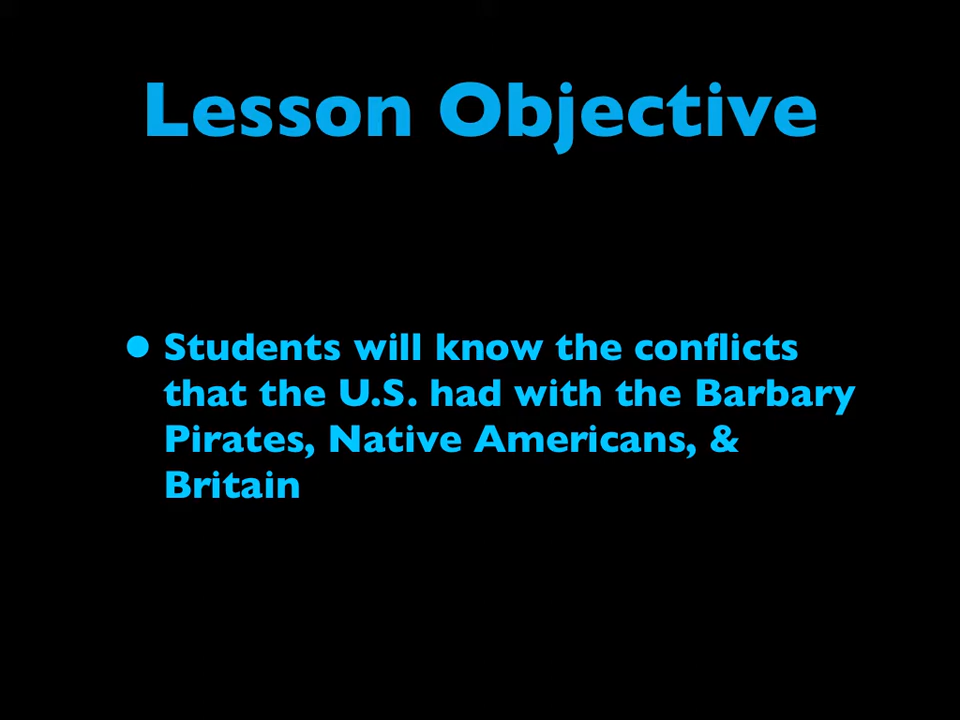 Lesson Objective
• Students will know the conflicts
that the U.S. had with the Barbary
Pirates, Native Americans, &
Britain